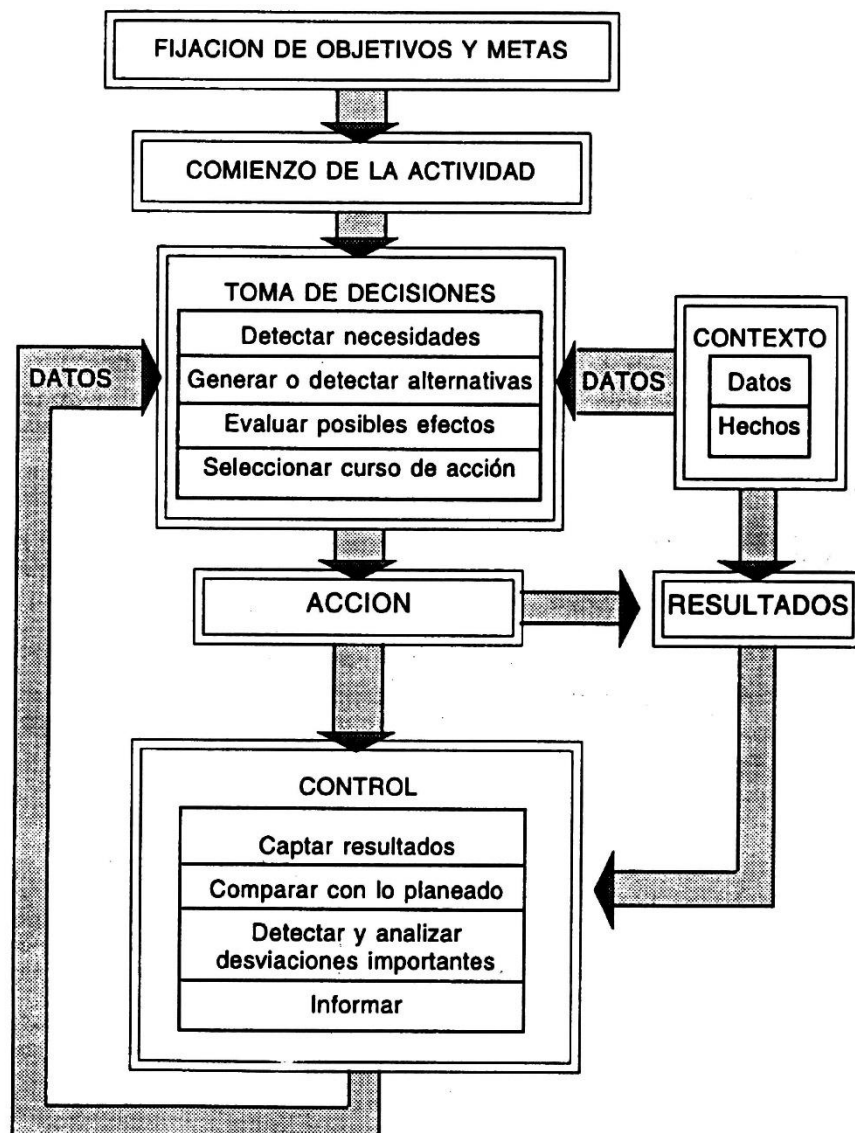 FIJACION DE OBJETIVOS Y METAS
COMIENZO DE LA ACTIVIDAD
TOMA DE DECISIONES
Detectar necesidades
Generar o detectar alternativas
Evaluar posibles efectos
Seleccionar curso de acción
DATOS
DATOS
CONTEXTO
Datos
Hechos
ACCION
RESULTADOS
CONTROL
Captar resultados
Comparar con lo planeado
Detectar y analizar
desviaciones importantes
Informar